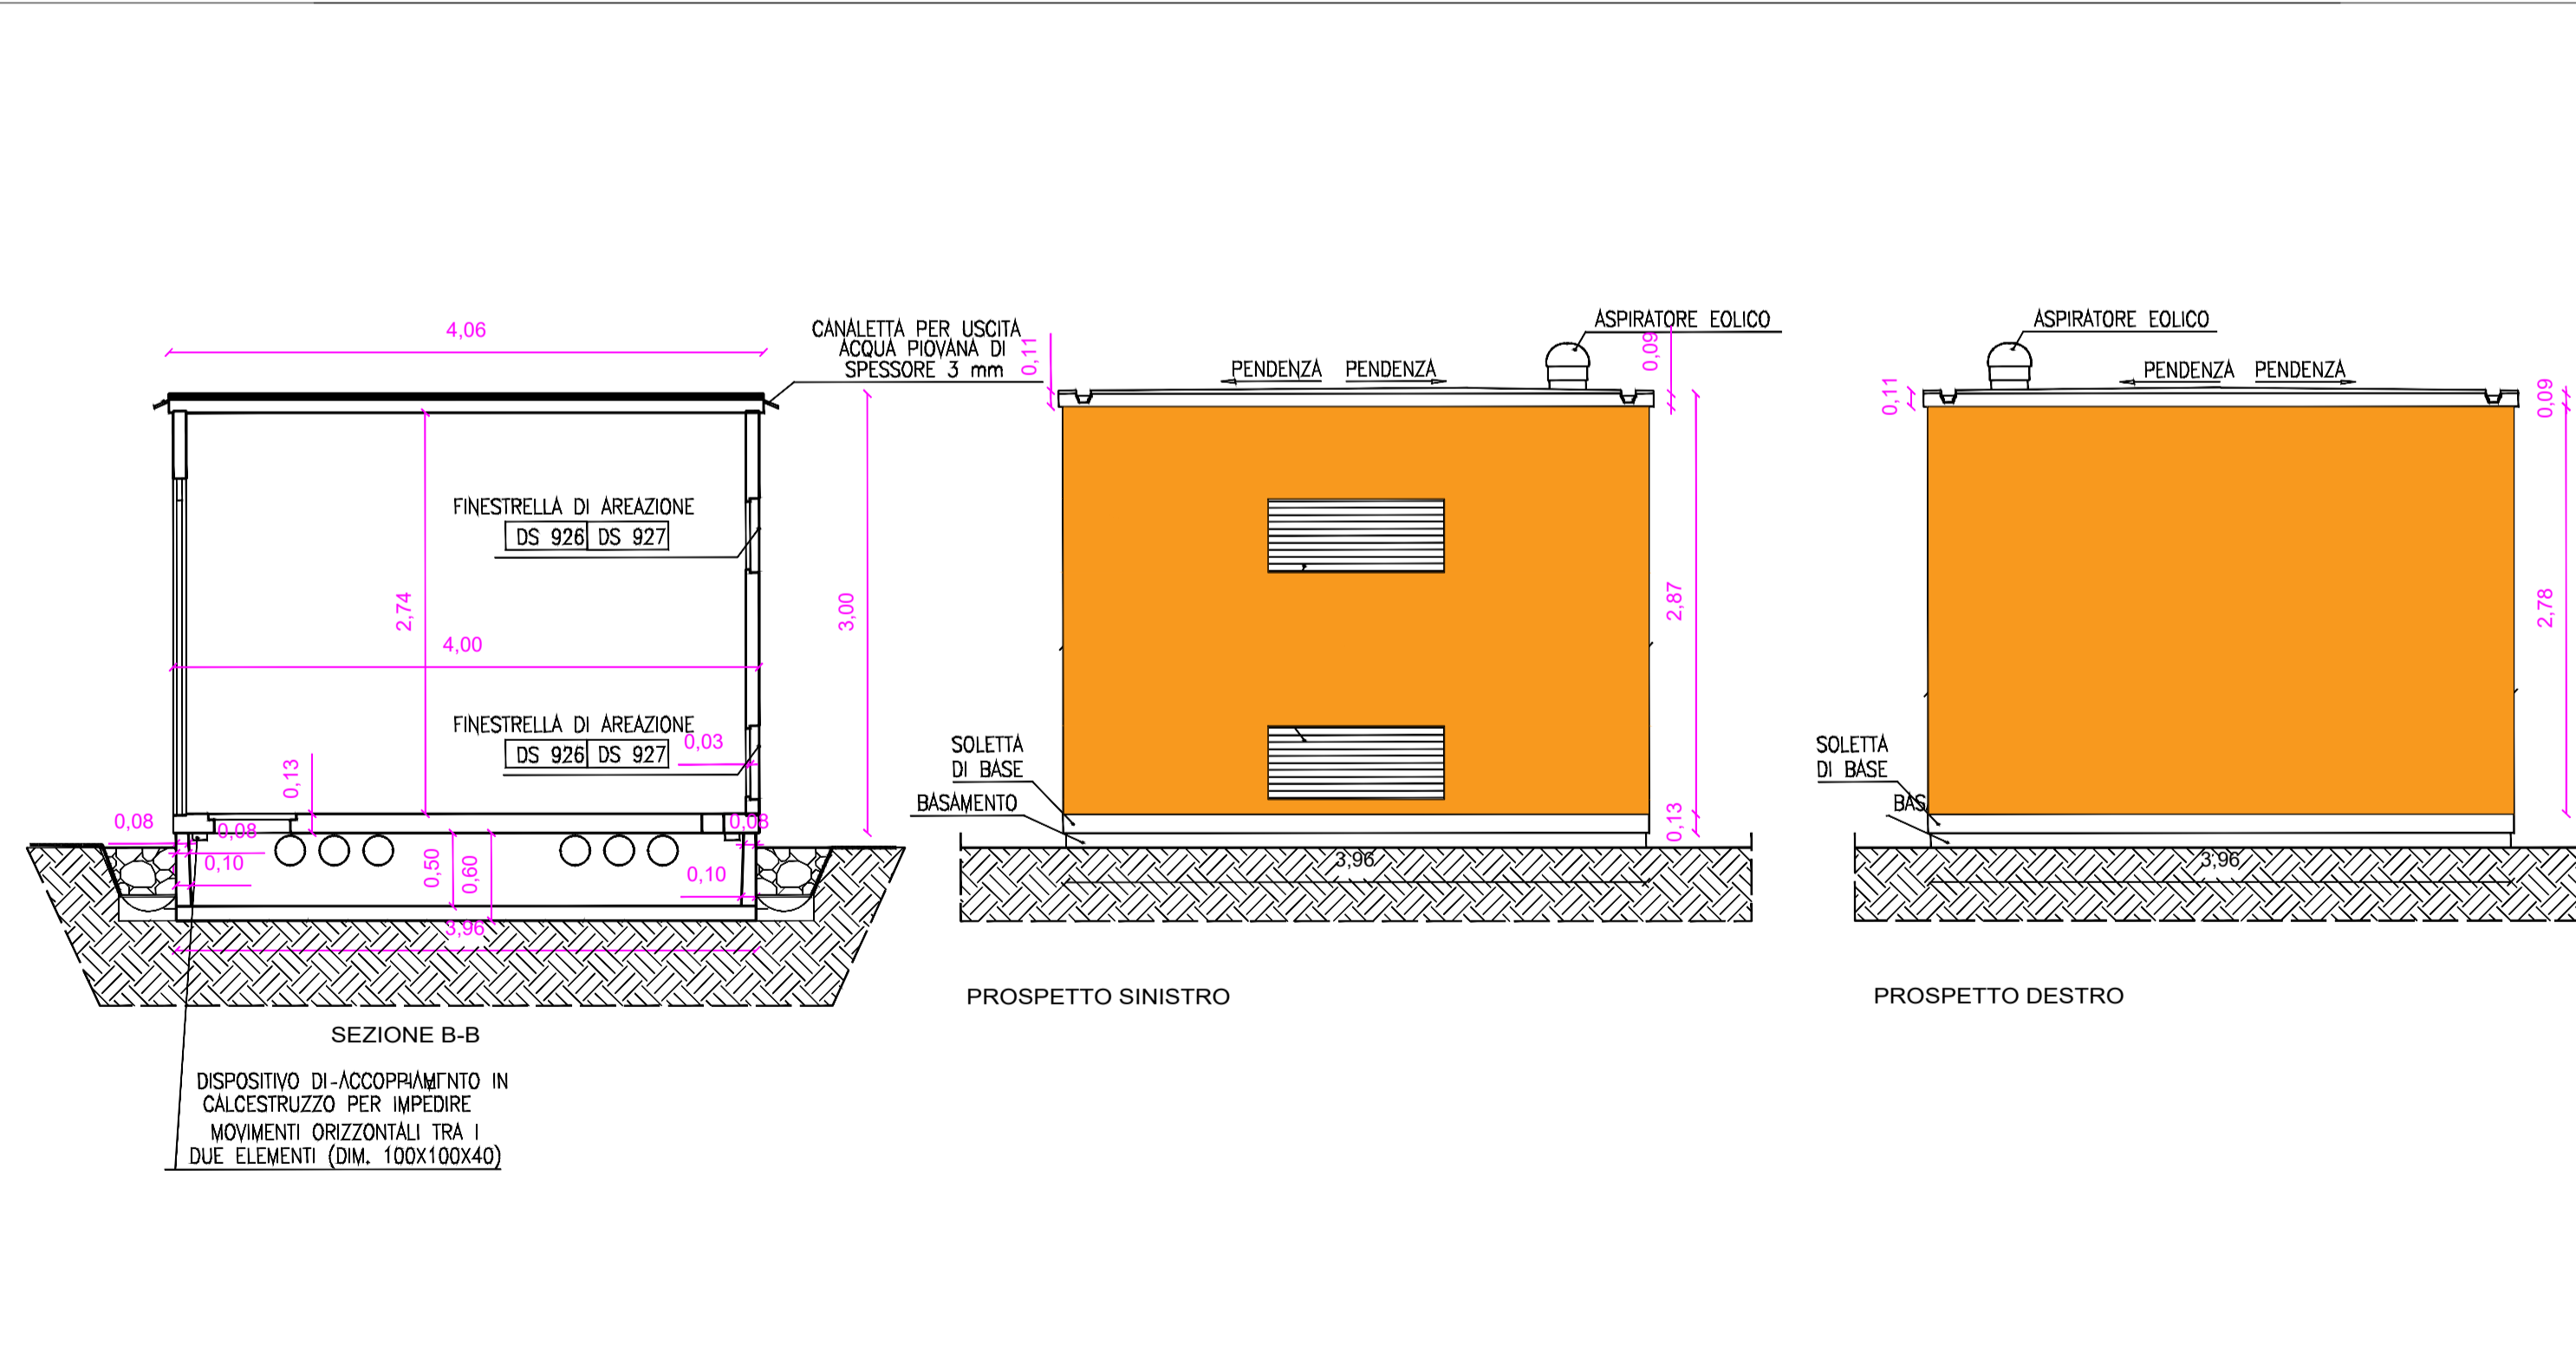 4,06
CANALETTA PER USCITA
ACQUA PIOVANA DI
SPESSORE 3 mm
FINESTRELLA DI AREAZIONE
DS 926 DS 927
2,74
4,00
3,00
FINESTRELLA DI AREAZIONE
DS 926 DS 927
0,03
0,13
0,08
0,08
0,08
0,10
0,50
0,60
0,10
3,96
SEZIONE B-B
DISPOSITIVO DI ACCOPPIAMENTO IN
CALCESTRUZZO PER IMPEDIRE
MOVIMENTI ORIZZONTALI TRA I
DUE ELEMENTI (DIM. 100X100X40)
0,11
PENDENZA PENDENZA
ASPIRATORE EOLICO
0,09
2,87
SOLETTA
DI BASE
BASAMENTO
0,13
3,96
PROSPETTO SINISTRO
ASPIRATORE EOLICO
0,11
PENDENZA PENDENZA
0,09
2,78
SOLETTA
DI BASE
BAS
3,96
PROSPETTO DESTRO